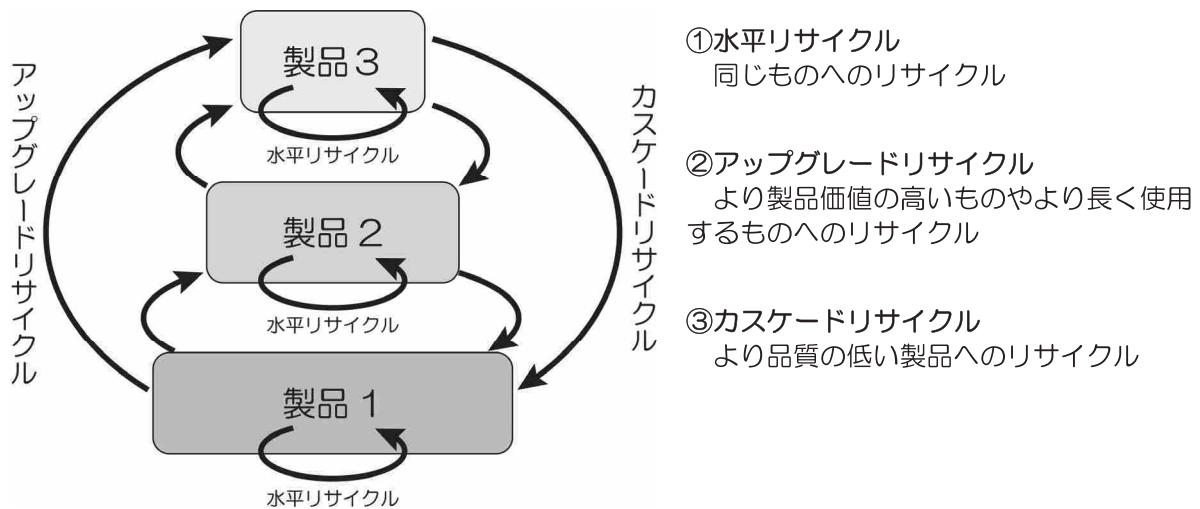 アップグレードリサイクル
製品３
水平リサイクル
製品２
水平リサイクル
製品１
水平リサイクル
カスケードリサイクル
①水平リサイクル
同じものへのリサイクル
②アップグレードリサイクル
より製品価値の高いものやより長く使用
するものへのリサイクル
③カスケードリサイクル
より品質の低い製品へのリサイクル